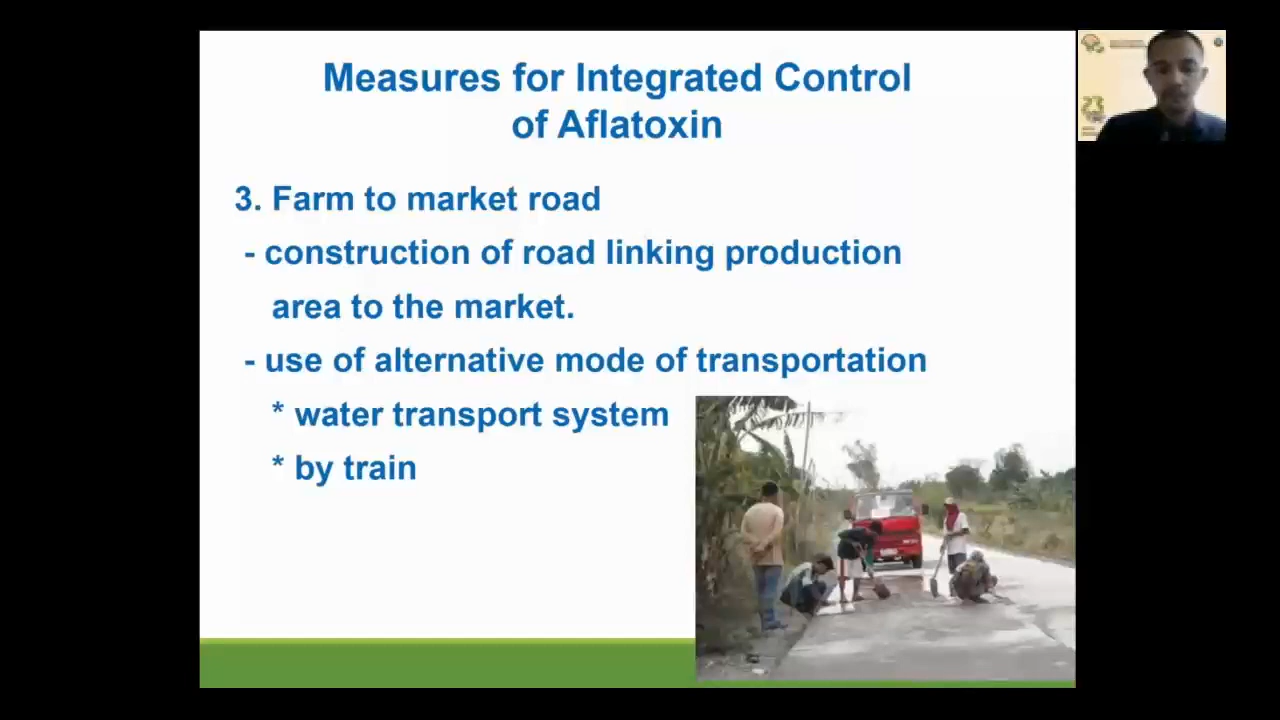 Measures for Integrated Control
of Aflatoxin
3. Farm to market road
- construction of road linking production
area to the market.
- use of alternative mode of transportation
* water transport system
* by train